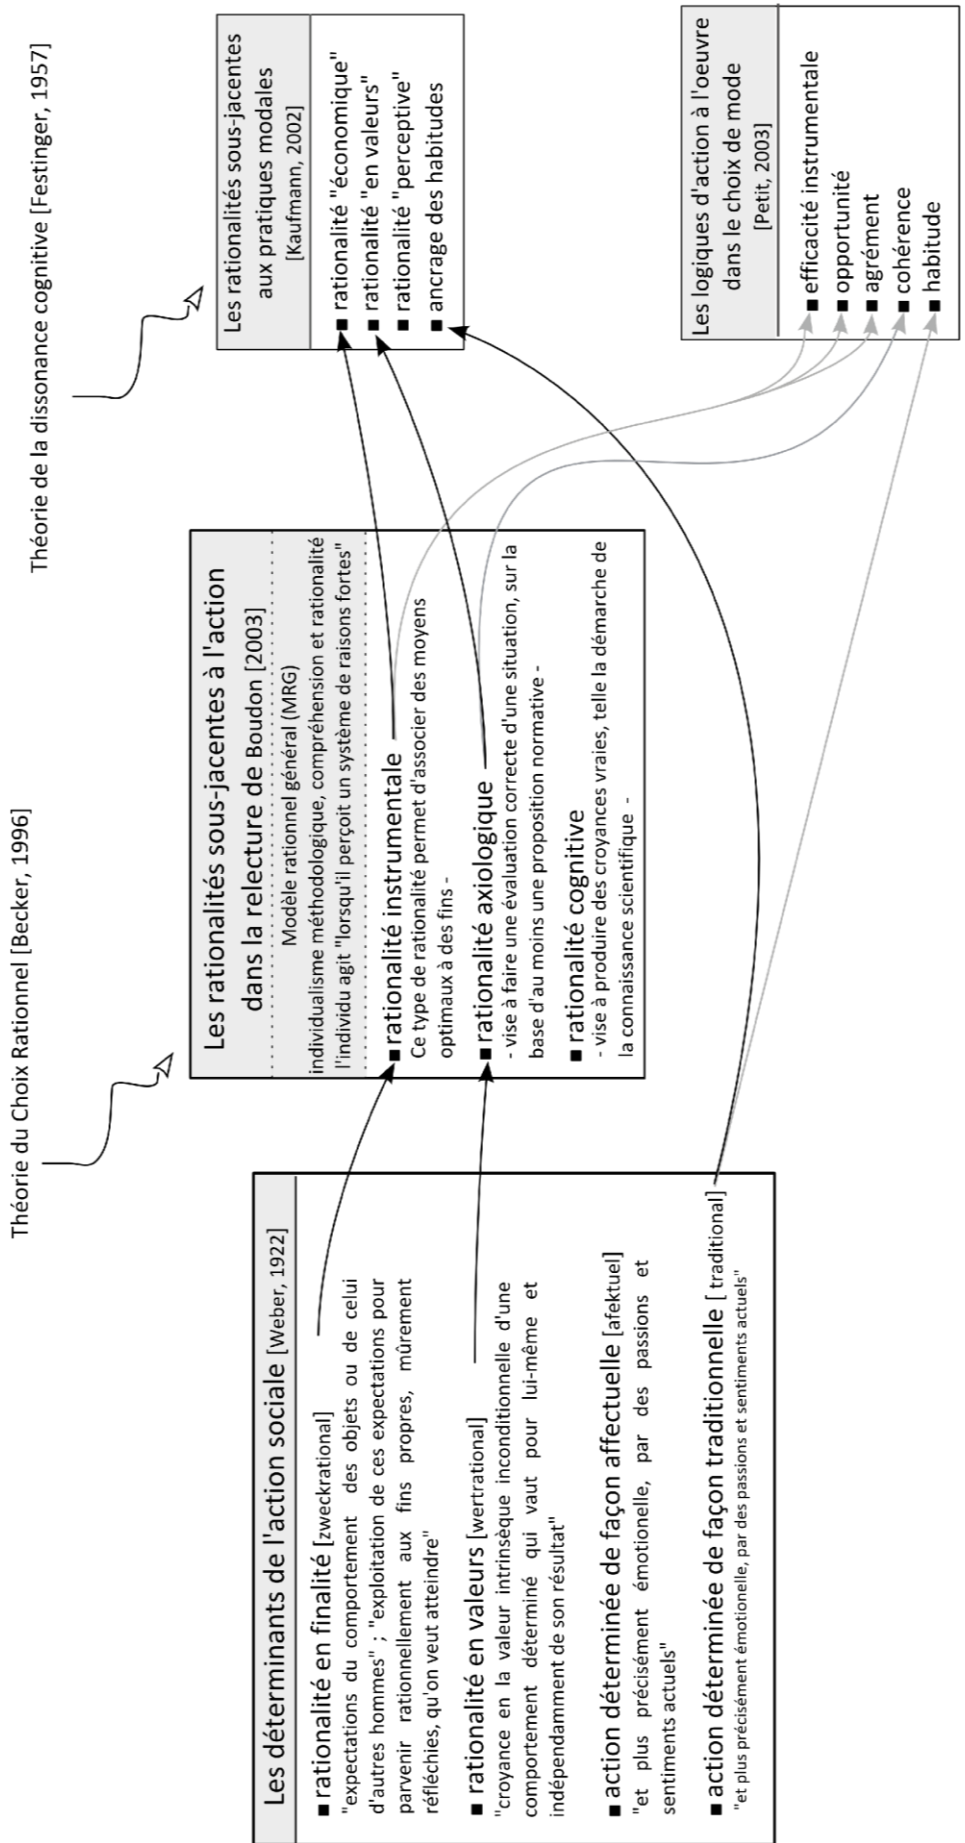 Théorie du Choix Rationnel [Becker, 1996]
Théorie de la dissonance cognitive [Festinger, 1957]
Les déterminants de l'action sociale [Weber, 1922]
■ rationalité en finalité [zweckrational]
"expectations du comportement des objets ou de celui
d'autres hommes" ; "exploitation de ces expectations pour
parvenir rationnellement aux fins propres, mûrement
réfléchies, qu'on veut atteindre"
■ rationalité en valeurs [wertrational]
"croyance en la valeur intrinsèque inconditionnelle d'une
comportement déterminé qui vaut pour lui-même et
indépendamment de son résultat"
■ action déterminée de façon affectuelle [afektuel]
"et plus précisément émotionelle, par des passions et
sentiments actuels"
■ action déterminée de façon traditionnelle [ traditional]
"et plus précisément émotionelle, par des passions et sentiments actuels"
Les rationalités sous-jacentes à l'action
dans la relecture de Boudon [2003]
Modèle rationnel général (MRG)
individualisme méthodologique, compréhension et rationalité
l'individu agit "lorsqu'il perçoit un système de raisons fortes"
■ rationalité instrumentale
Ce type de rationalité permet d'associer des moyens
optimaux à des fins -
■ rationalité axiologique
- vise à faire une évaluation correcte d'une situation, sur la
base d'au moins une proposition normative -
■ rationalité cognitive
- vise à produire des croyances vraies, telle la démarche de
la connaissance scientifique -
Les rationalités sous-jacentes
aux pratiques modales
[Kaufmann, 2002]
■ rationalité "économique"
■ rationalité "en valeurs"
■ rationalité "perceptive"
■ ancrage des habitudes
Les logiques d'action à l'oeuvre
dans le choix de mode
[Petit, 2003]
■ efficacité instrumentale
■ opportunité
■ agrément
■ cohérence
■ habitude